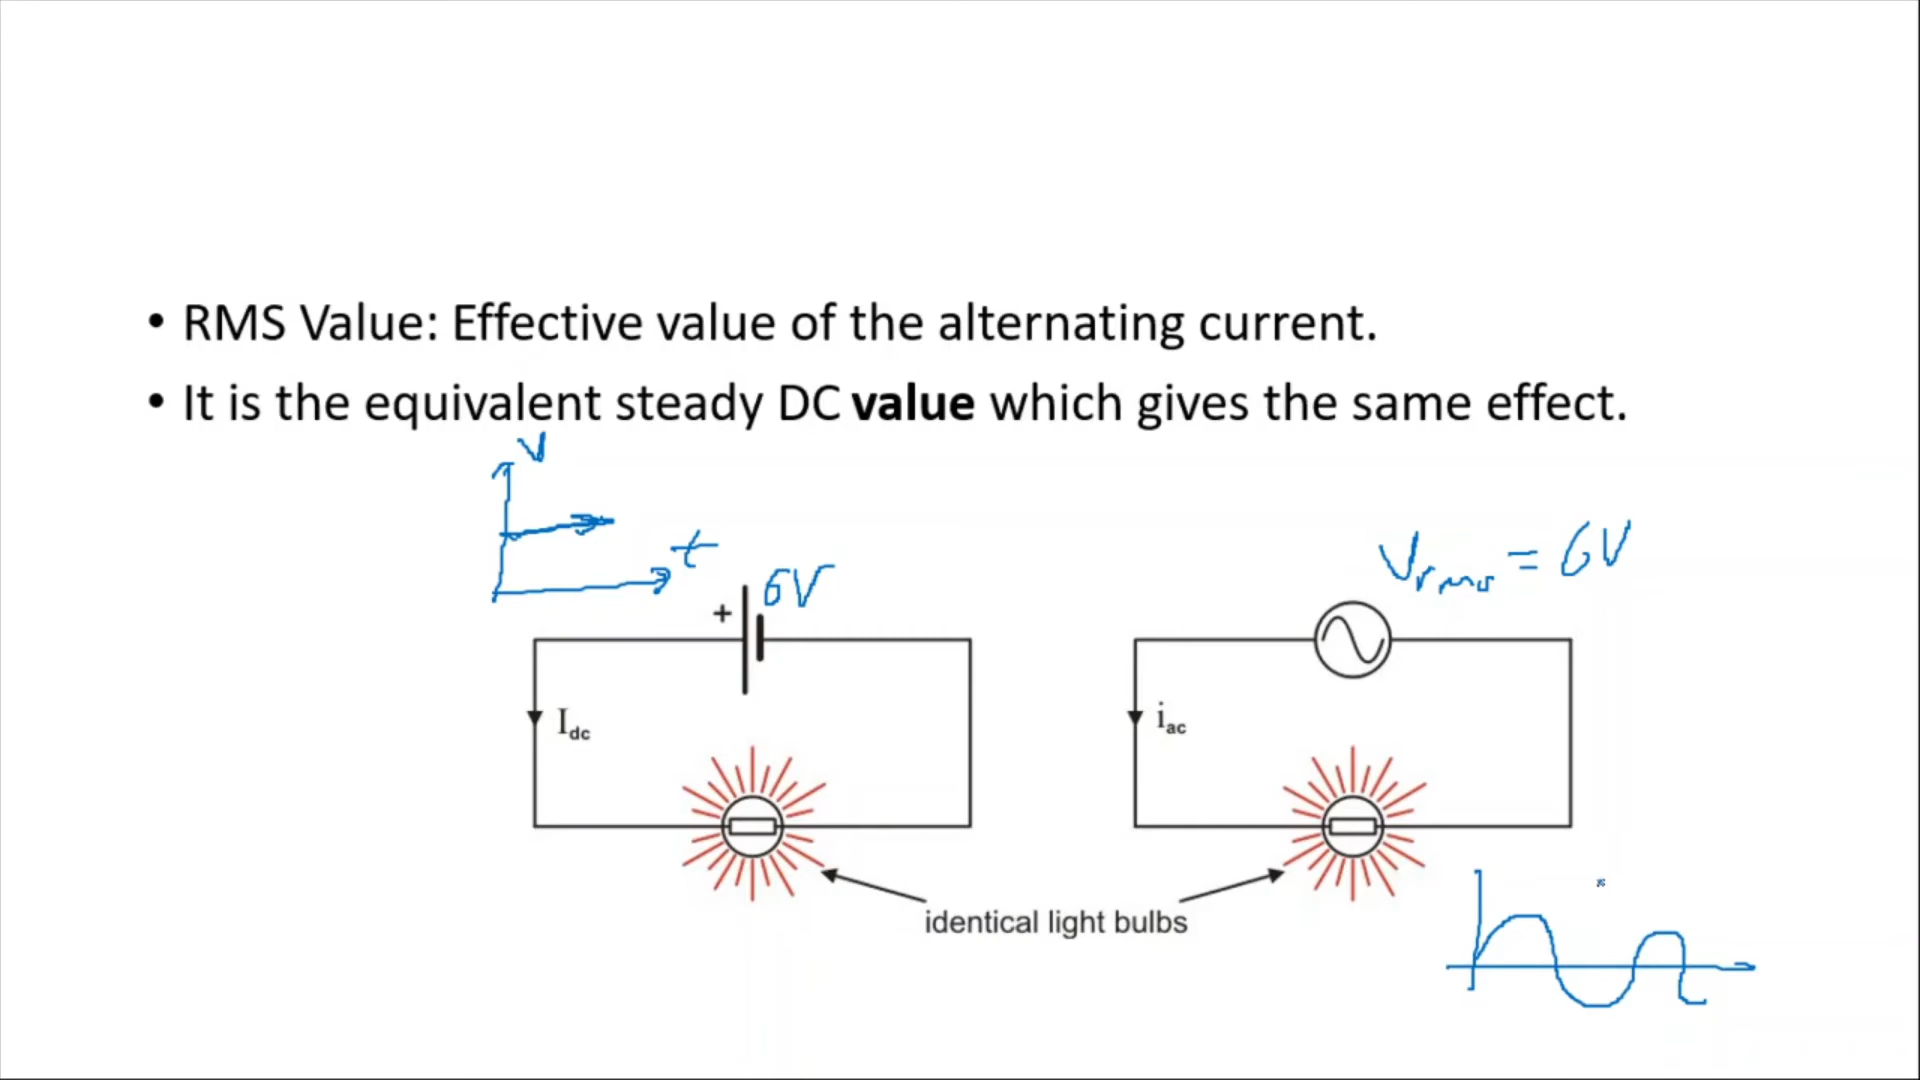 • RMS Value: Effective value of the alternating current.
• It is the equivalent steady DC value which gives the same effect.
V
t
6V
Vrms = 6V
+
Idc
iac
identical light bulbs